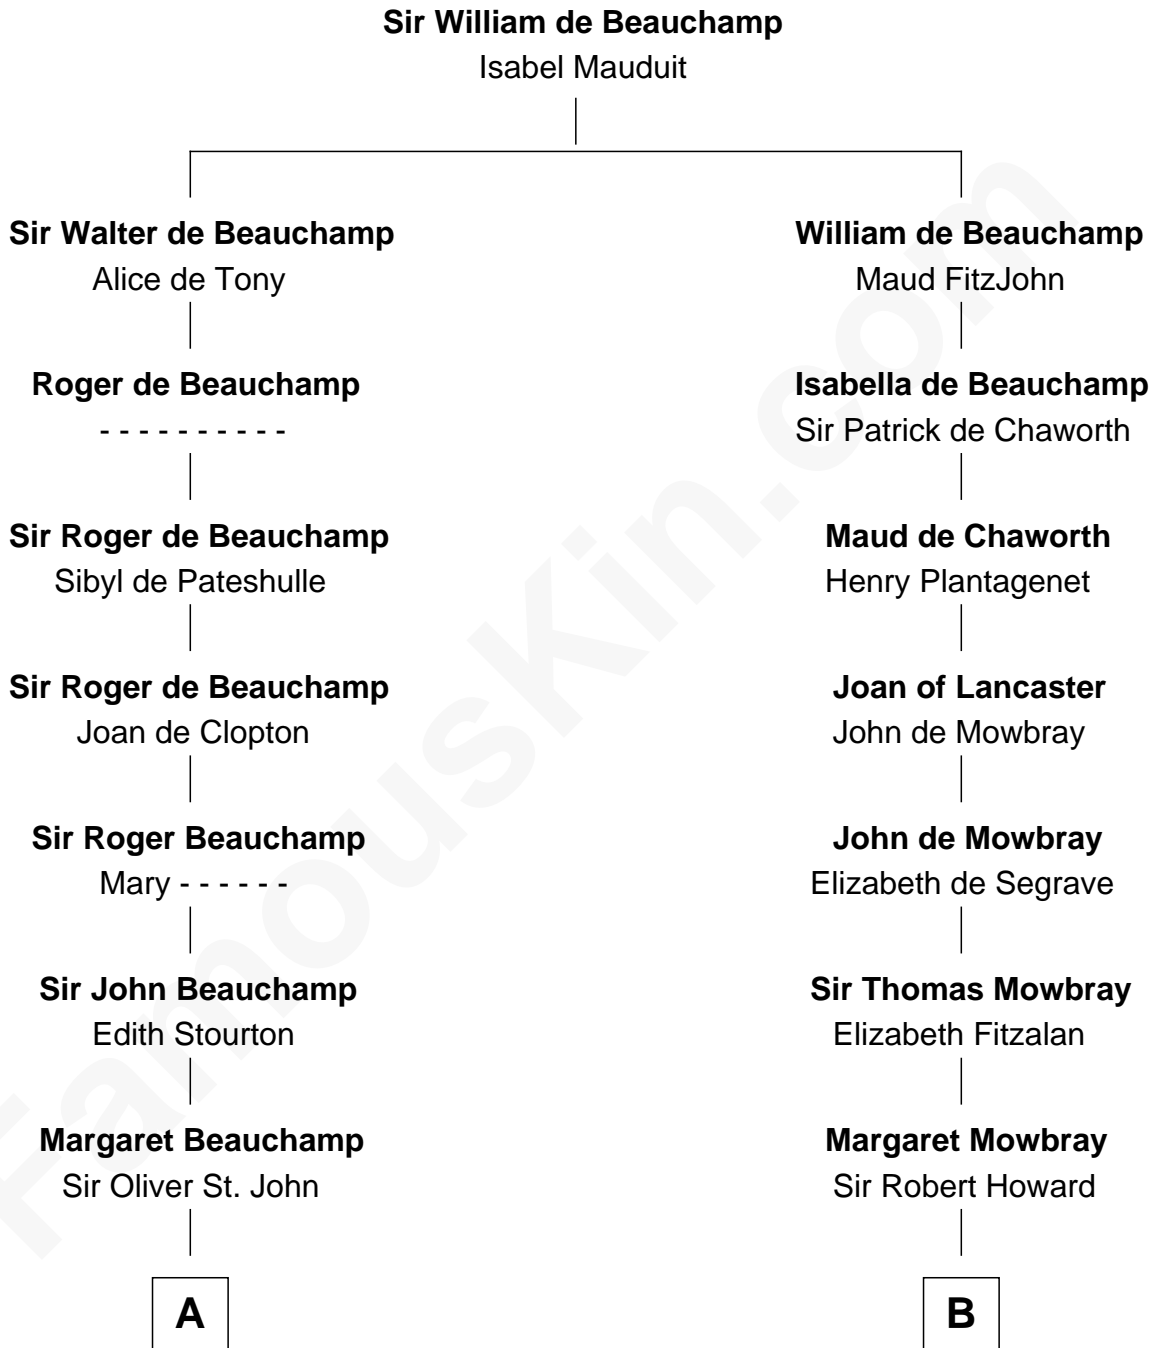 Sir William de Beauchamp
Isabel Mauduit
Sir Walter de Beauchamp
Alice de Tony
William de Beauchamp
Maud FitzJohn
Roger de Beauchamp
- - - - - - - - - -
Isabella de Beauchamp
Sir Patrick de Chaworth
Sir Roger de Beauchamp
Sibyl de Pateshulle
Maud de Chaworth
Henry Plantagenet
Sir Roger de Beauchamp
Joan de Clopton
Joan of Lancaster
John de Mowbray
Sir Roger Beauchamp
Mary - - - - - -
John de Mowbray
Elizabeth de Segrave
Sir John Beauchamp
Edith Stourton
Sir Thomas Mowbray
Elizabeth Fitzalan
Margaret Beauchamp
Sir Oliver St. John
Margaret Mowbray
Sir Robert Howard
A
B
FamousKin.com